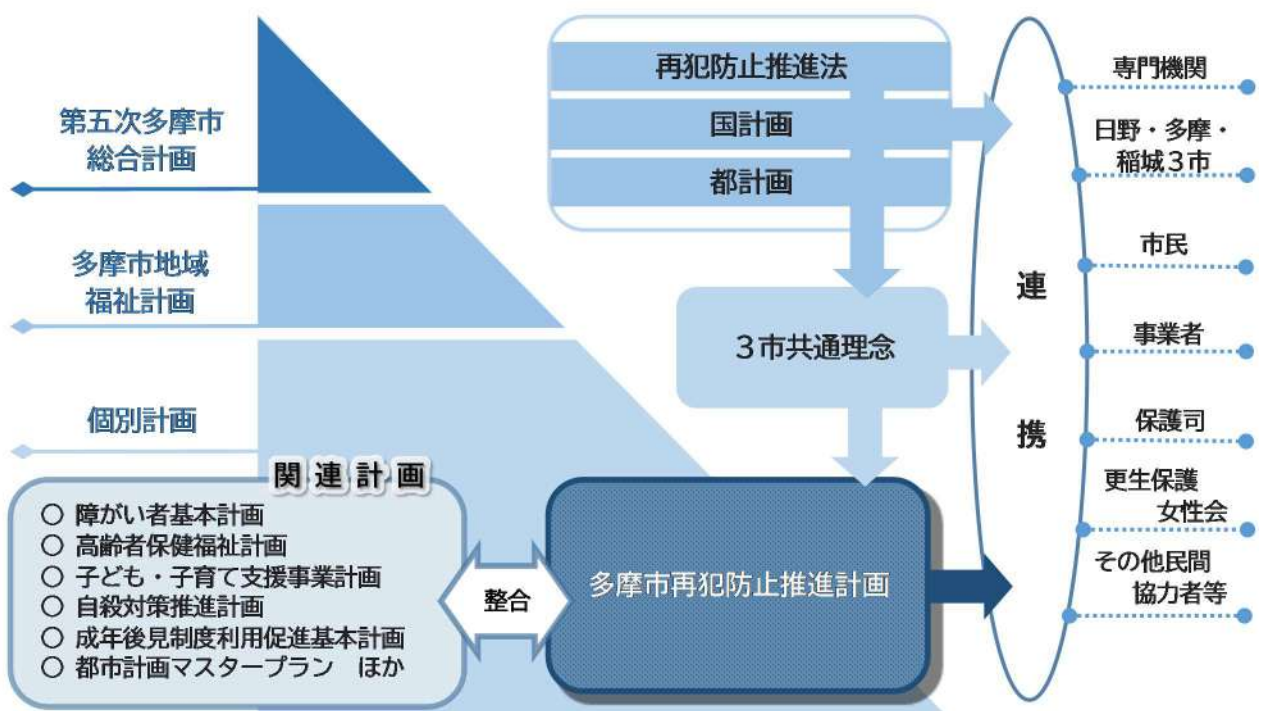 第五次多摩市
総合計画
多摩市地域
福祉計画
個別計画
再犯防止推進法
国計画
都計画
３市共通理念
関連計画
○ 障がい者基本計画
○ 高齢者保健福祉計画
○ 子ども・子育て支援事業計画
○ 自殺対策推進計画
○ 成年後見制度利用促進基本計画
○ 都市計画マスタープラン　ほか
整合
多摩市再犯防止推進計画
連
携
専門機関
日野・多摩・
稲城３市
市民
事業者
保護司
更生保護
女性会
その他民間
協力者等